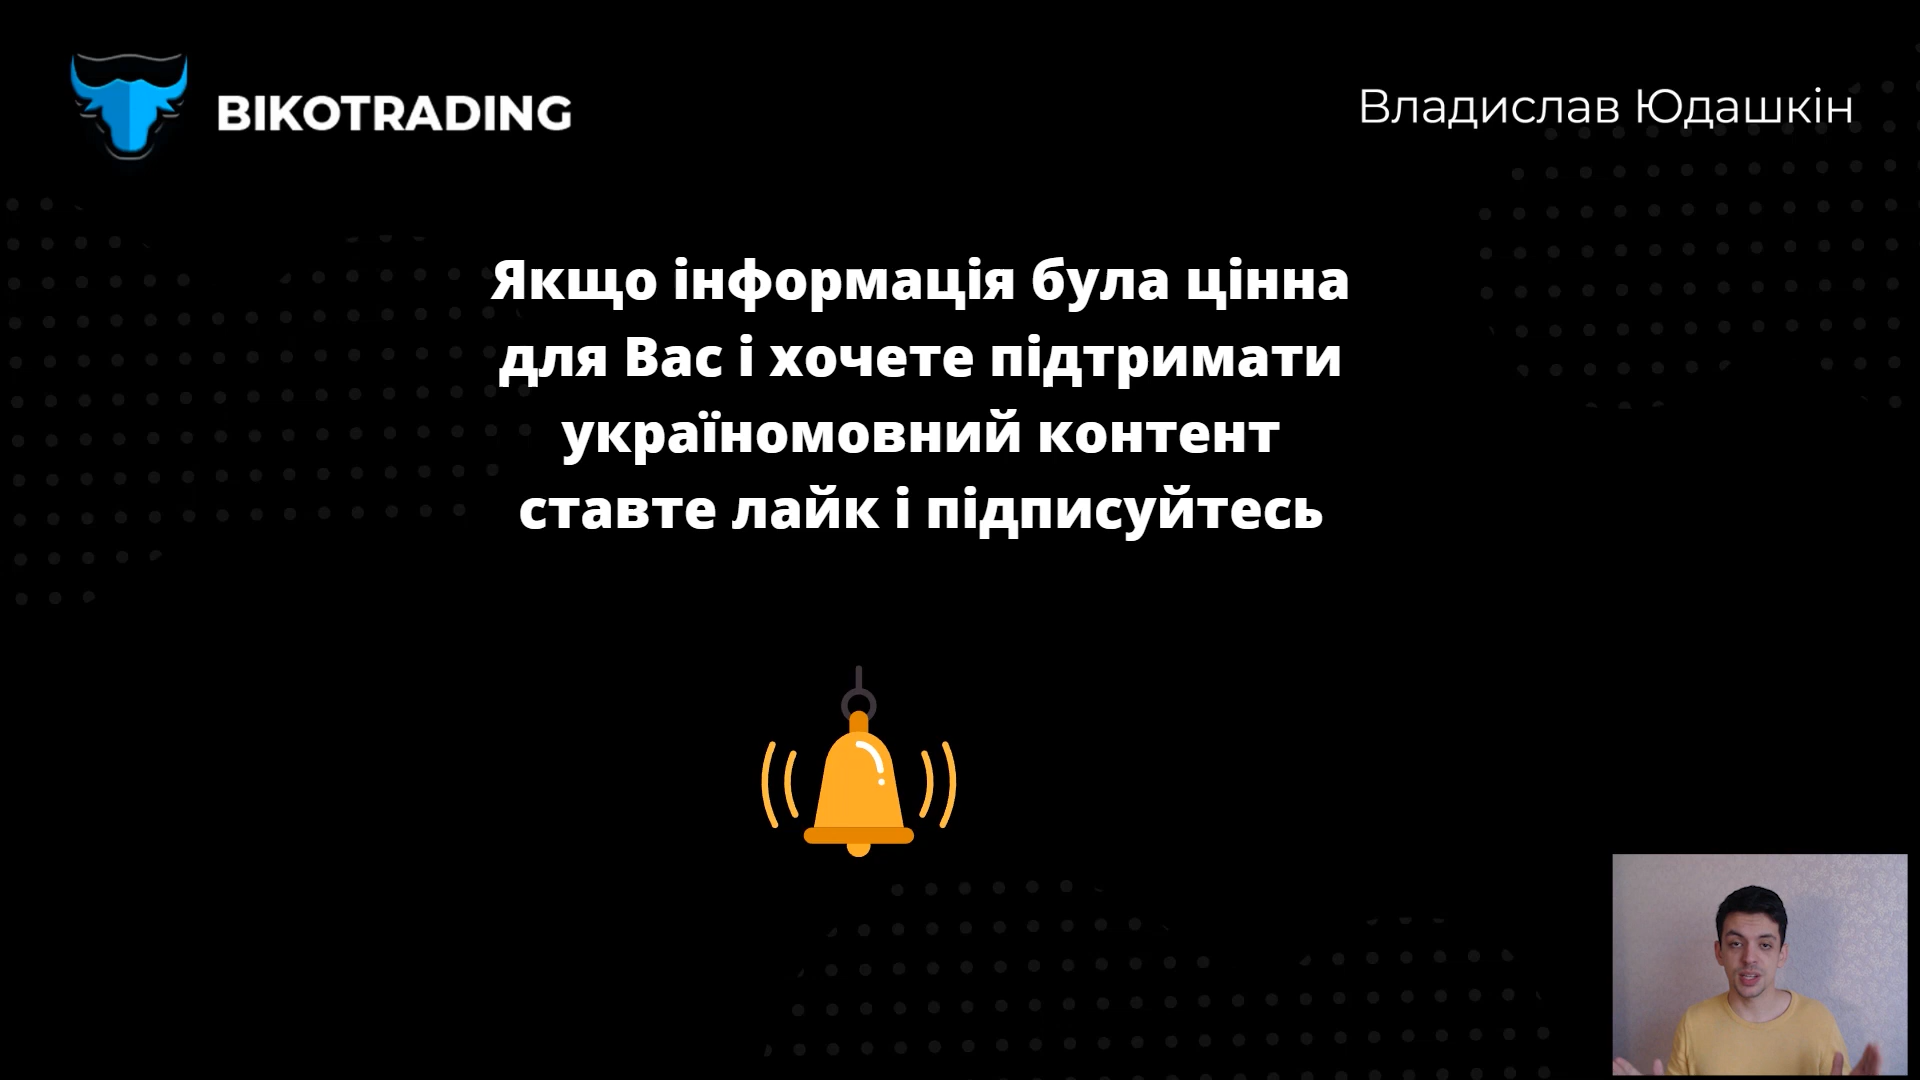 BIKOTRADING
Владислав Юдашкін
Якщо інформація була цінна
для Вас і хочете підтримати
україномовний контент
ставте лайк і підписуйтесь